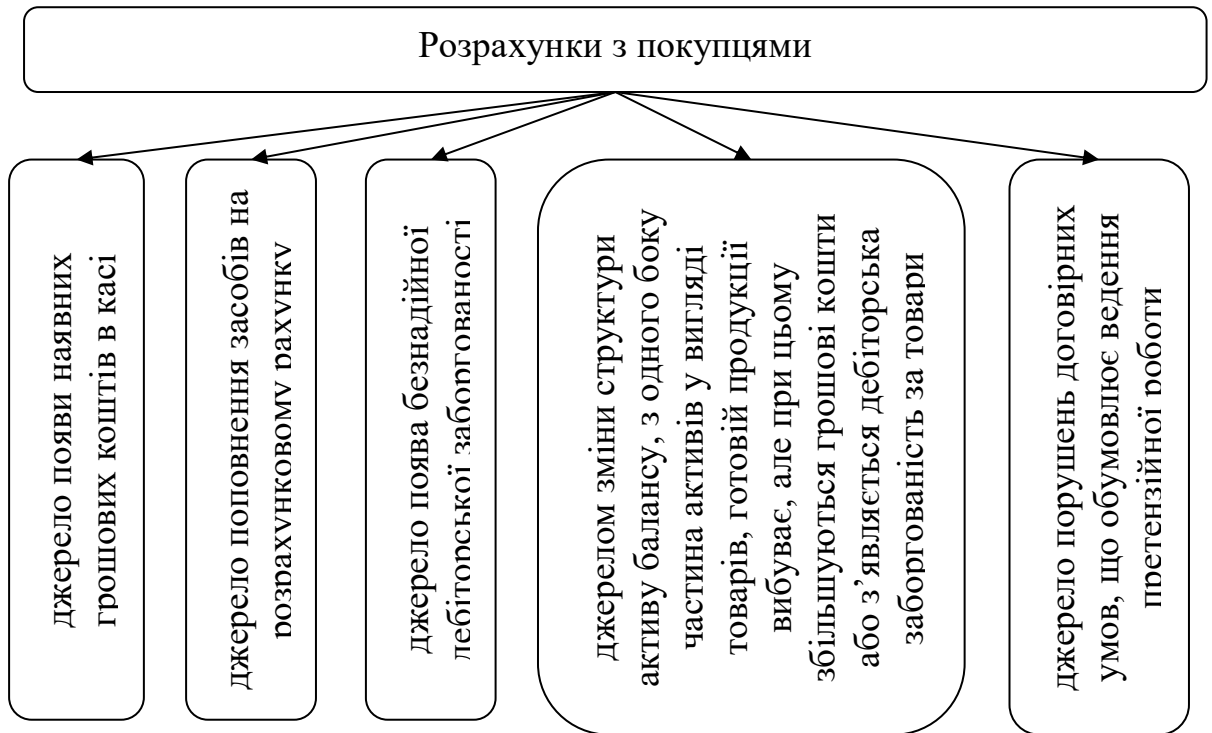 Розрахунки з покупцями
джерело появи наявних
грошових коштів в касі
джерело поповнення засобів на
розрахунковому рахунку
джерело поява безнадійної
дебіторської заборгованості
джерелом зміни структури
активу балансу, з одного боку
частина активів у вигляді
товарів, готовій продукції
вибуває, але при цьому
збільшуються грошові кошти
або з’являється дебіторська
заборгованість за товари
джерело порушень договірних
умов, що обумовлює ведення
претензійної роботи